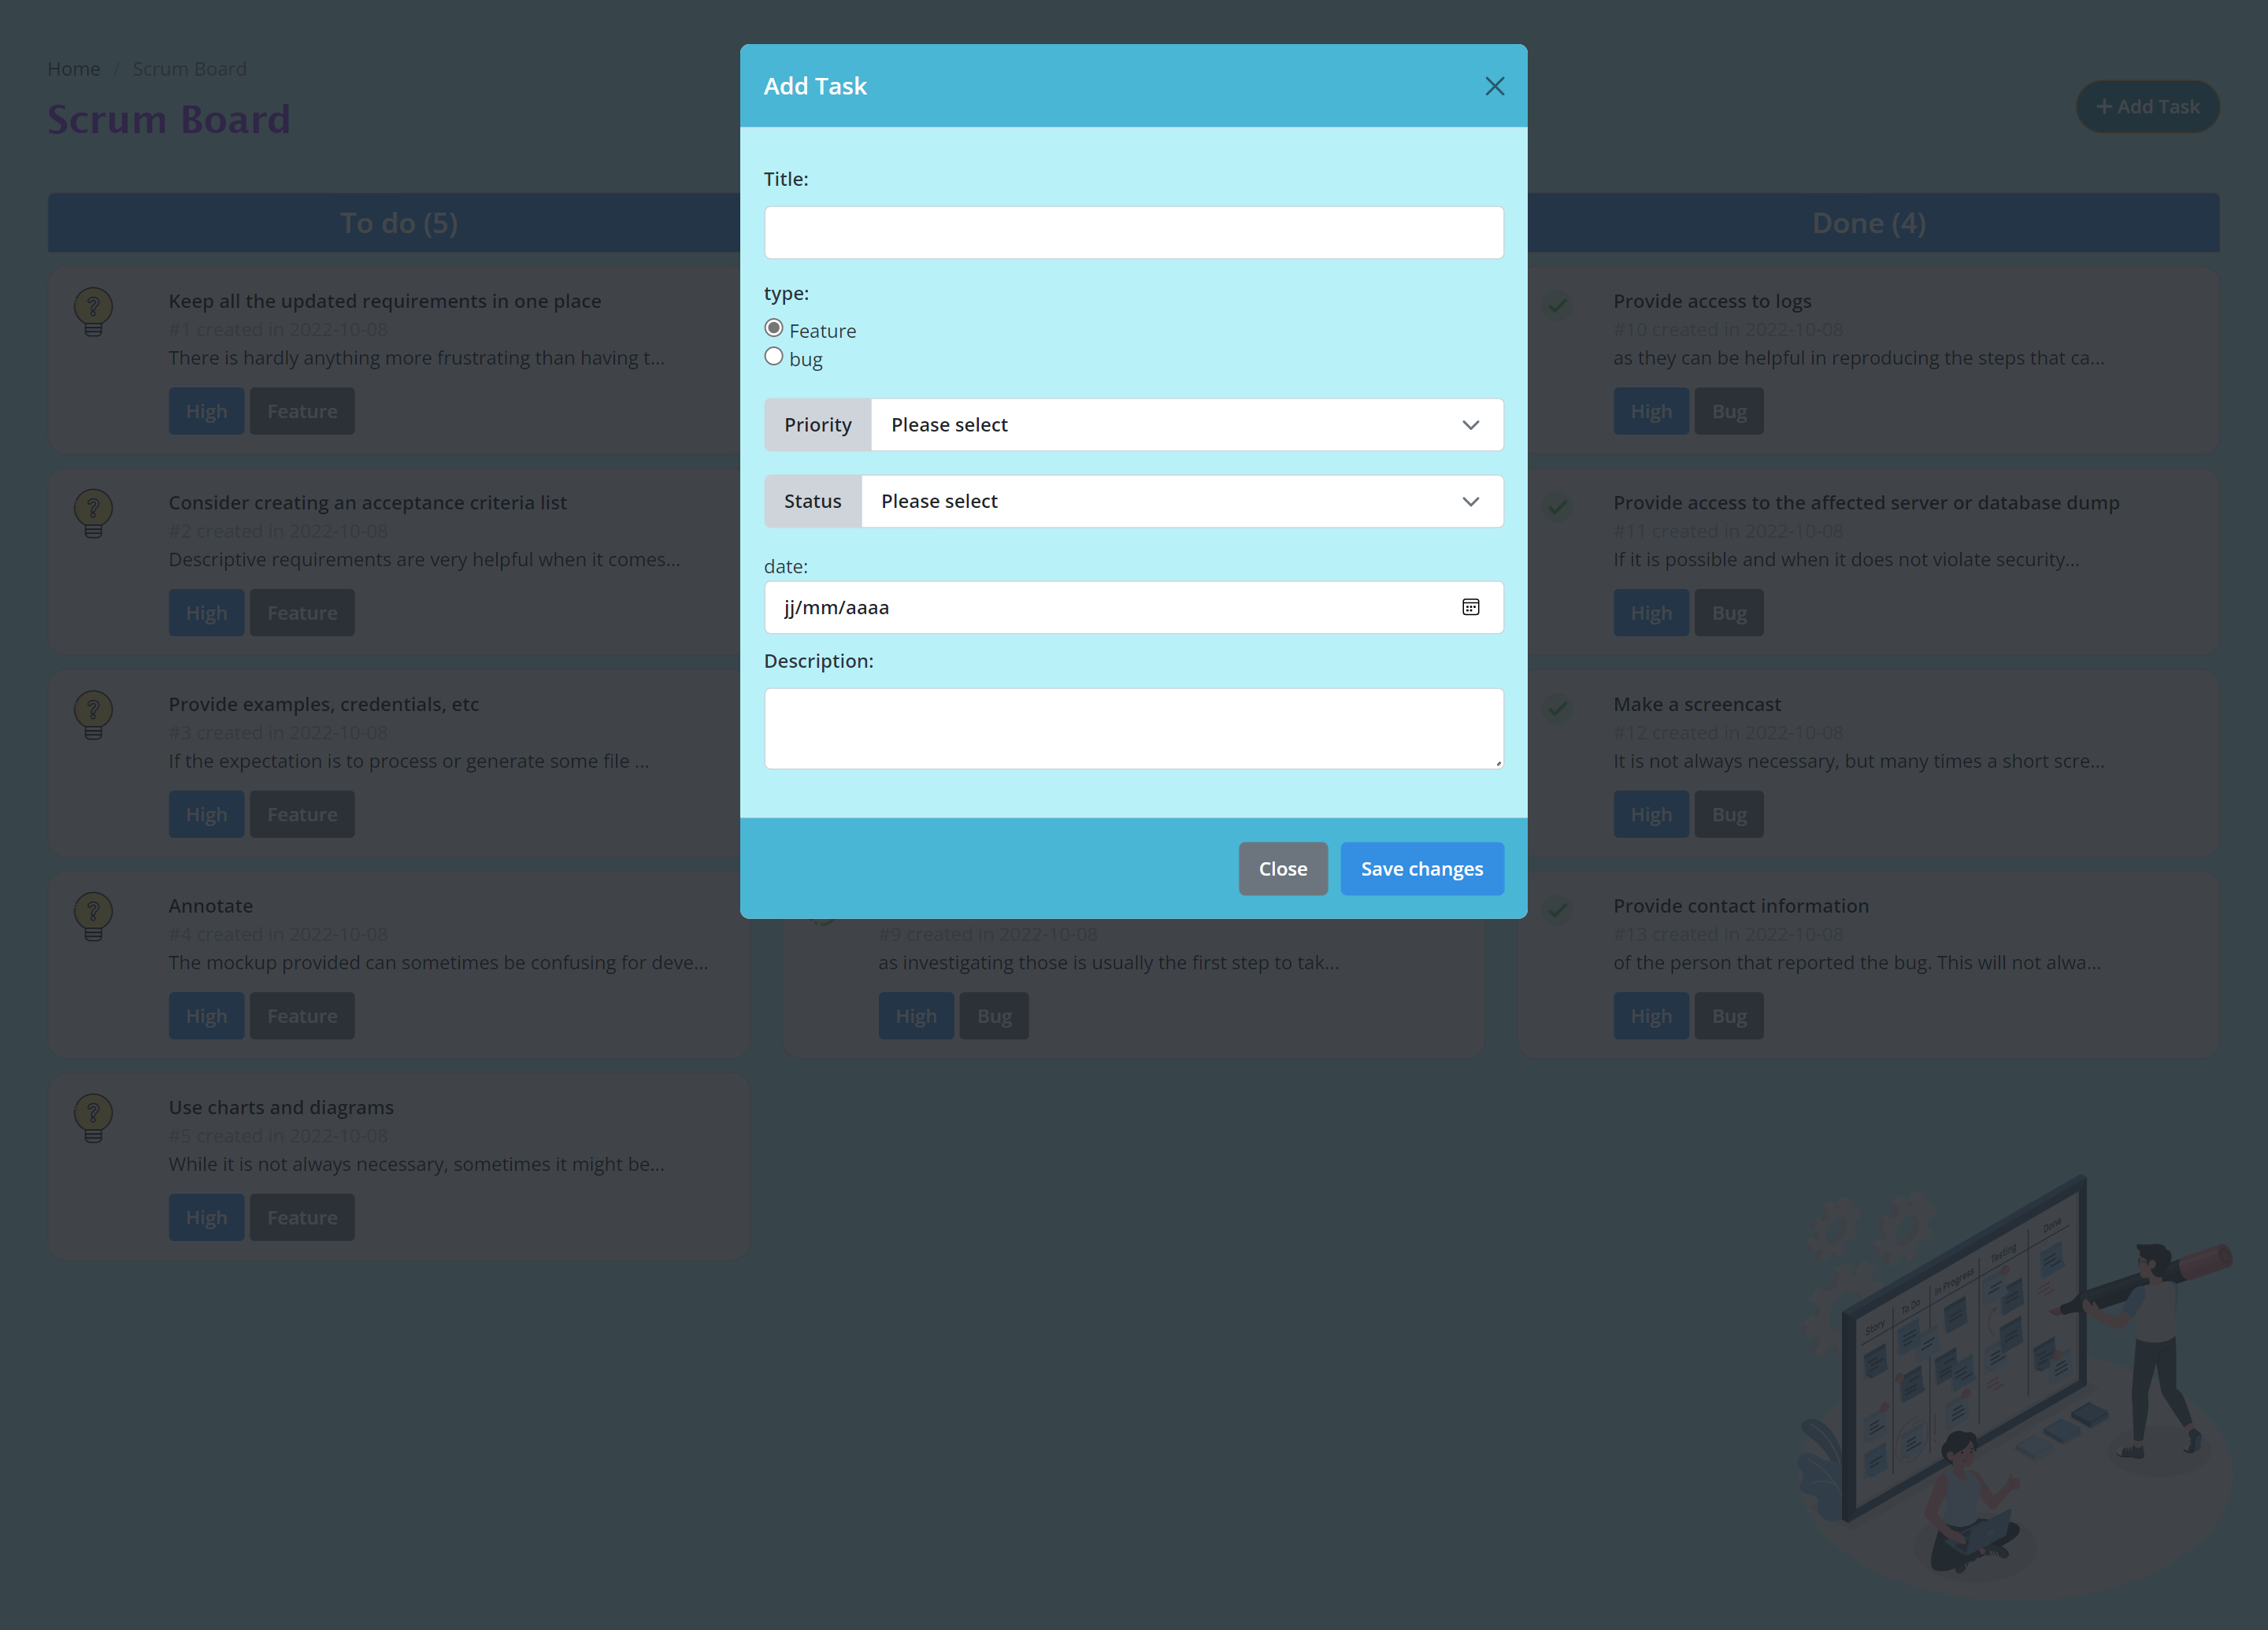 Home / Scrum Board
Scrum Board
+ Add Task
To do (5)
Keep all the updated requirements in one place
#1 created in 2022-10-08
There is hardly anything more frustrating than having t...
High Feature
Consider creating an acceptance criteria list
#2 created in 2022-10-08
Descriptive requirements are very helpful when it comes...
High Feature
Provide examples, credentials, etc
#3 created in 2022-10-08
If the expectation is to process or generate some file ...
High Feature
Annotate
#4 created in 2022-10-08
The mockup provided can sometimes be confusing for deve...
High Feature
Use charts and diagrams
#5 created in 2022-10-08
While it is not always necessary, sometimes it might be...
High Feature
Add Task
Title:
type:
Feature
bug
Priority Please select
Status Please select
date:
jj/mm/aaaa
Description:
Close Save changes
#9 created in 2022-10-08
as investigating those is usually the first step to tak...
High Bug
Done (4)
Provide access to logs
#10 created in 2022-10-08
as they can be helpful in reproducing the steps that ca...
High Bug
Provide access to the affected server or database dump
#11 created in 2022-10-08
If it is possible and when it does not violate security...
High Bug
Make a screencast
#12 created in 2022-10-08
It is not always necessary, but many times a short scre...
High Bug
Provide contact information
#13 created in 2022-10-08
of the person that reported the bug. This will not alwa...
High Bug
Story To Do In Progress Testing Done